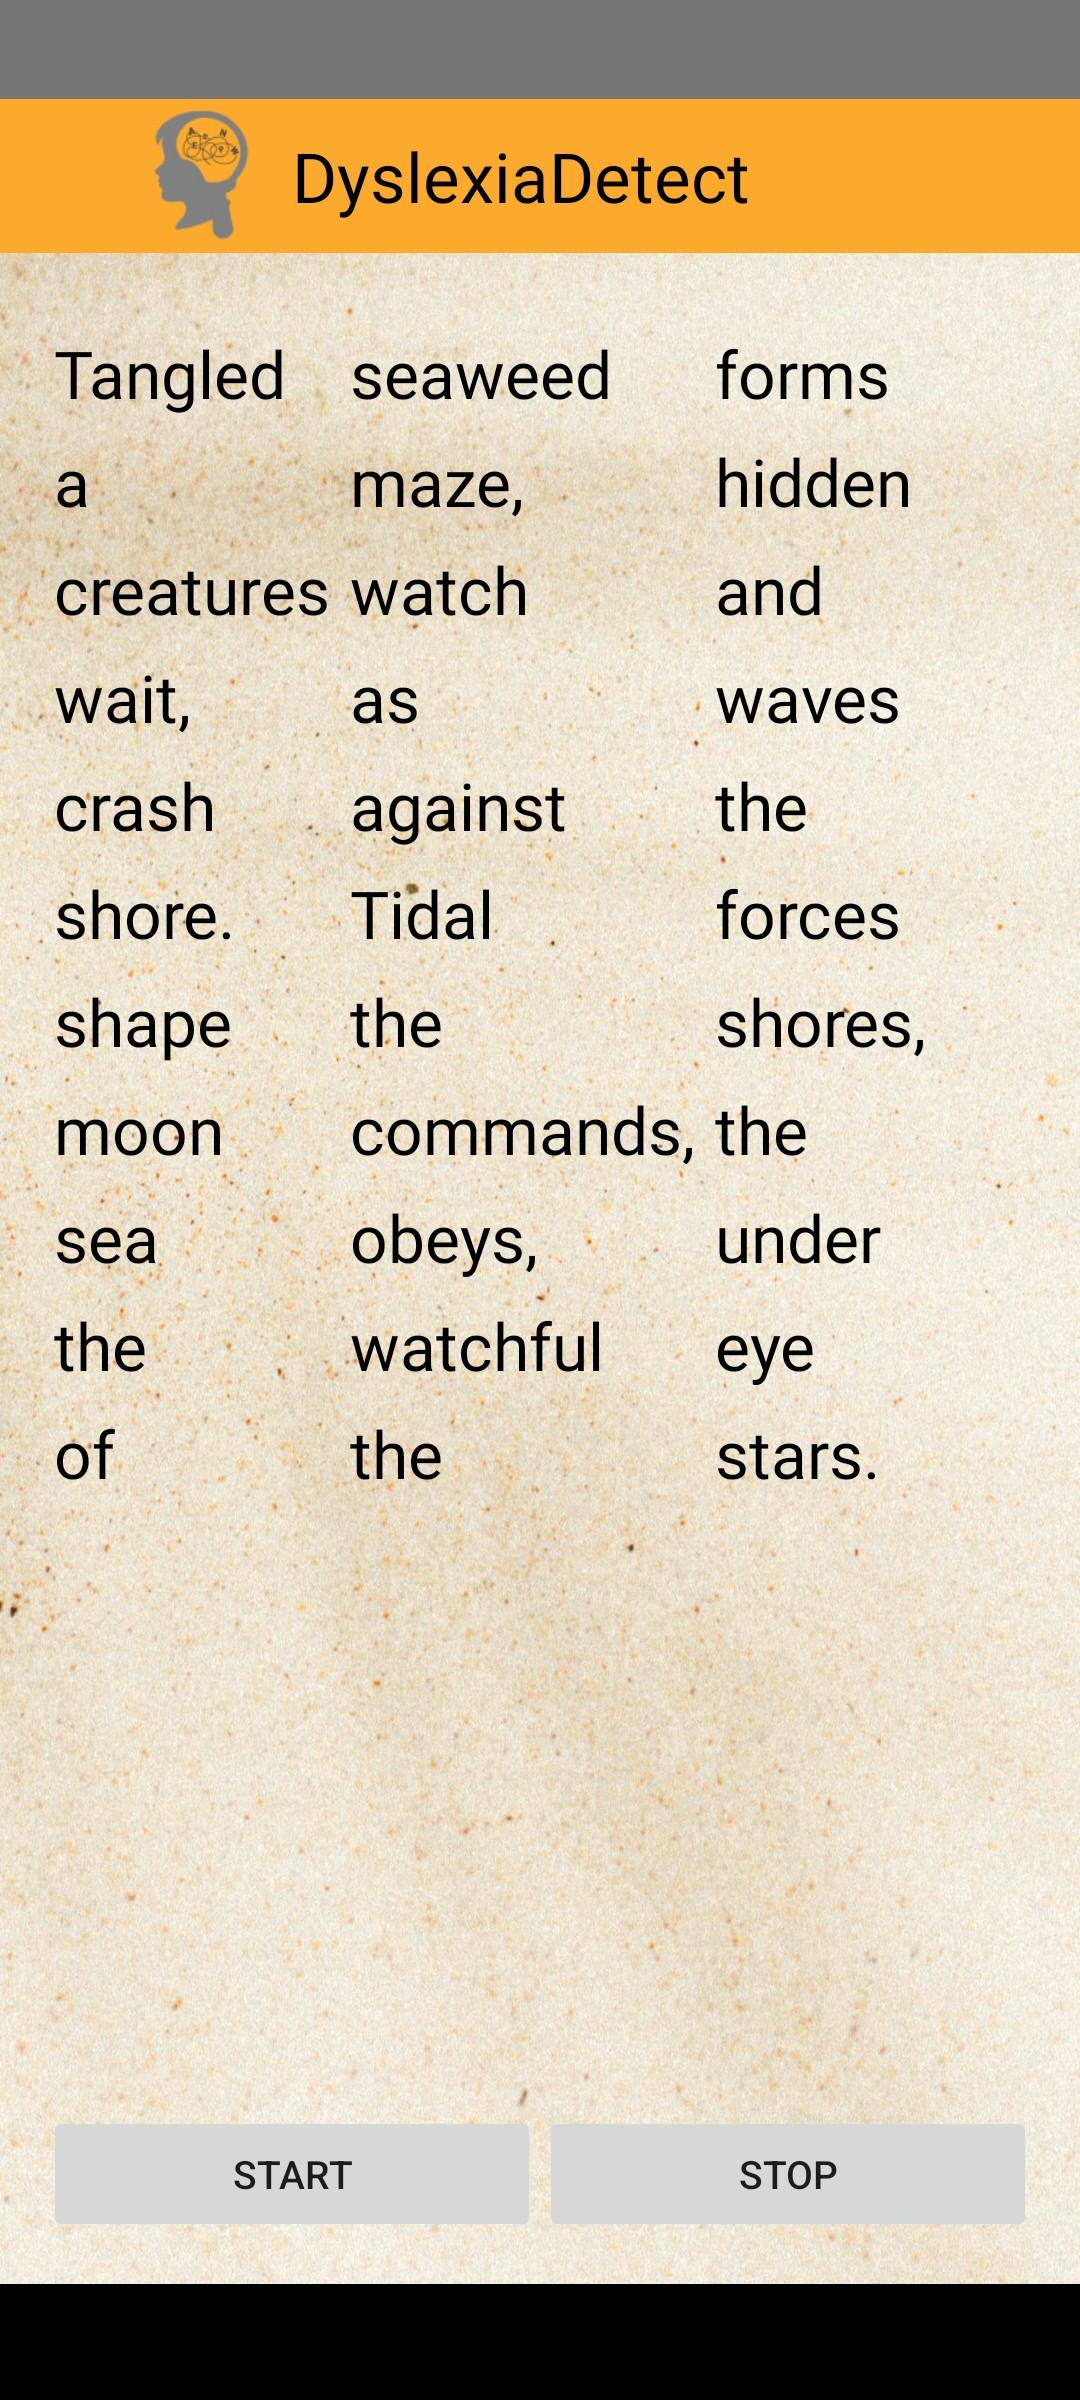 DyslexiaDetect
Tangled seaweed forms
a maze, hidden
creatures watch and
wait, as waves
crash against the
shore. Tidal forces
shape the shores,
moon commands, the
sea obeys, under
the watchful eye
of the stars.
START STOP